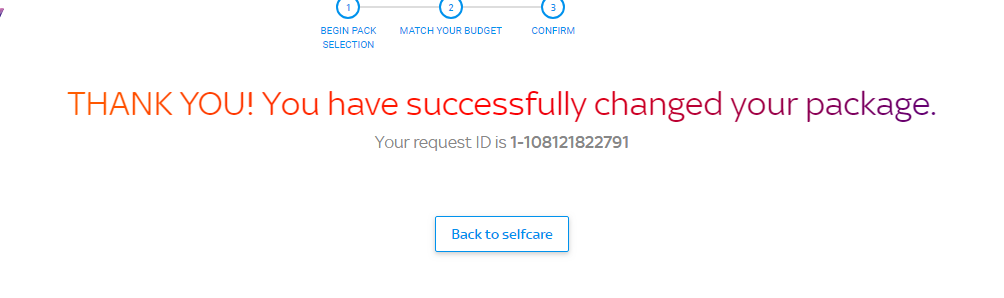 1
2
3
BEGIN PACK
SELECTION
MATCH YOUR BUDGET
CONFIRM
THANK YOU! You have successfully changed your package.
Your request ID is 1-108121822791
Back to selfcare